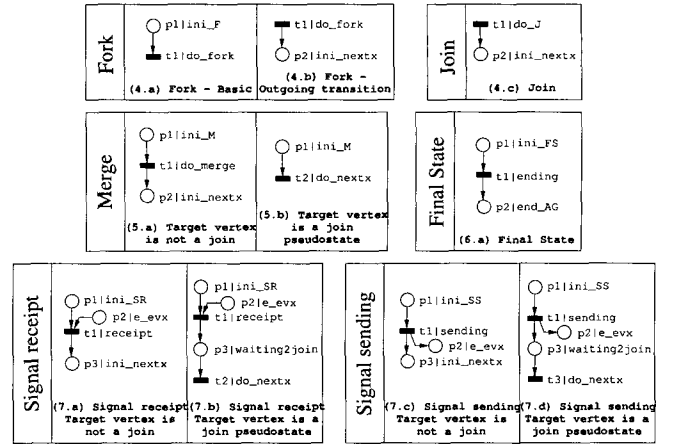 Fork
p1|ini_F
t1|do_fork
(4.a) Fork - Basic
t1|do_fork
p2|ini_nextx
(4.b) Fork -
Outgoing transition
Join
t1|do_J
p2|ini_nextx
(4.c) Join
Merge
p1|ini_M
t1|do_merge
p2|ini_nextx
(5.a) Target vertex
is not a join
p1|ini_M
t2|do_nextx
(5.b) Target vertex
is a join
pseudostate
Final State
p1|ini_FS
t1|ending
p2|end_AG
(6.a) Final State
Signal receipt
p1|ini_SR
p2|e_evx
t1|receipt
p3|ini_nextx
(7.a) Signal receipt
Target vertex is
not a join
p1|ini_SR
p2|e_evx
t1|receipt
p3|waiting2join
t2|do_nextx
(7.b) Signal receipt
Target vertex is a
join pseudostate
Signal sending
p1|ini_SS
t1|sending
p2|e_evx
p3|ini_nextx
(7.c) Signal sending
Target vertex is
not a join
p1|ini_SS
t1|sending
p2|e_evx
p3|waiting2join
t3|do_nextx
(7.d) Signal sending
Target vertex is a
join pseudostate